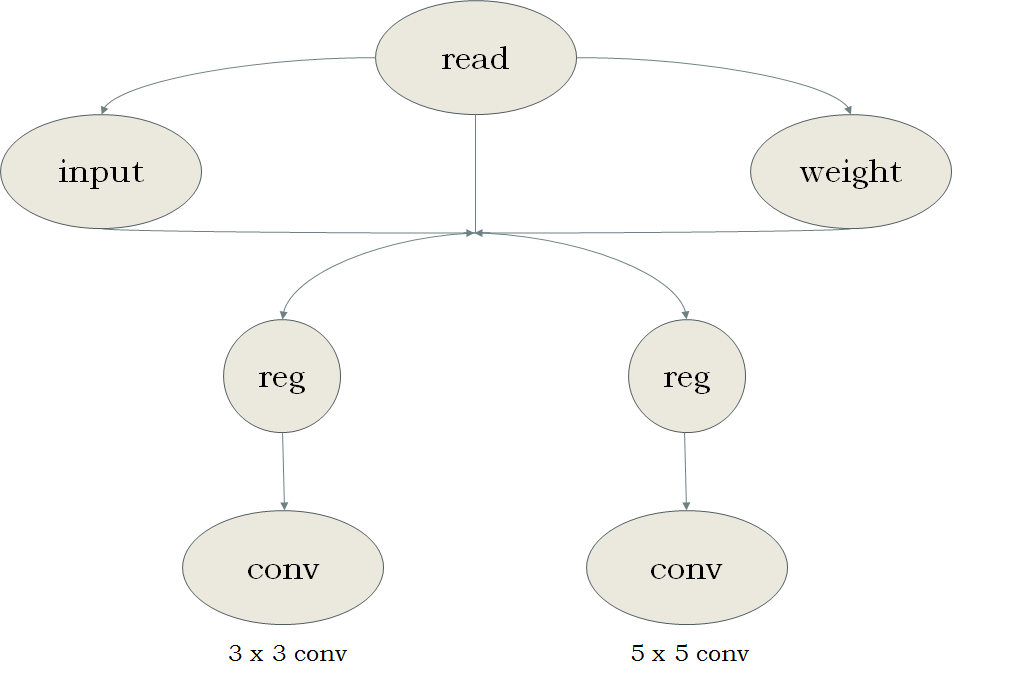 read
input
weight
reg
reg
conv
conv
3 x 3 conv
5 x 5 conv